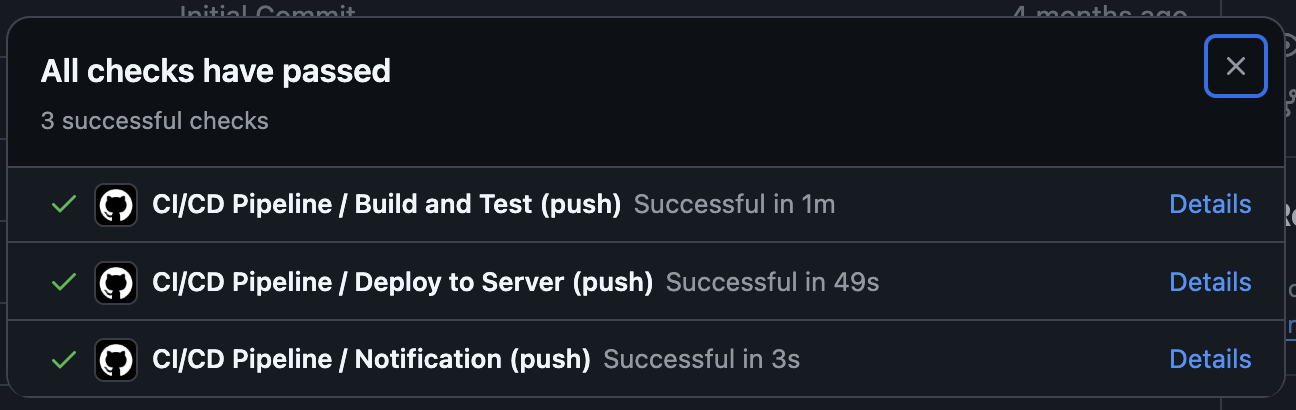 Initial Commit 4 months ago
All checks have passed
3 successful checks
CI/CD Pipeline / Build and Test (push) Successful in 1m Details
CI/CD Pipeline / Deploy to Server (push) Successful in 49s Details
CI/CD Pipeline / Notification (push) Successful in 3s Details